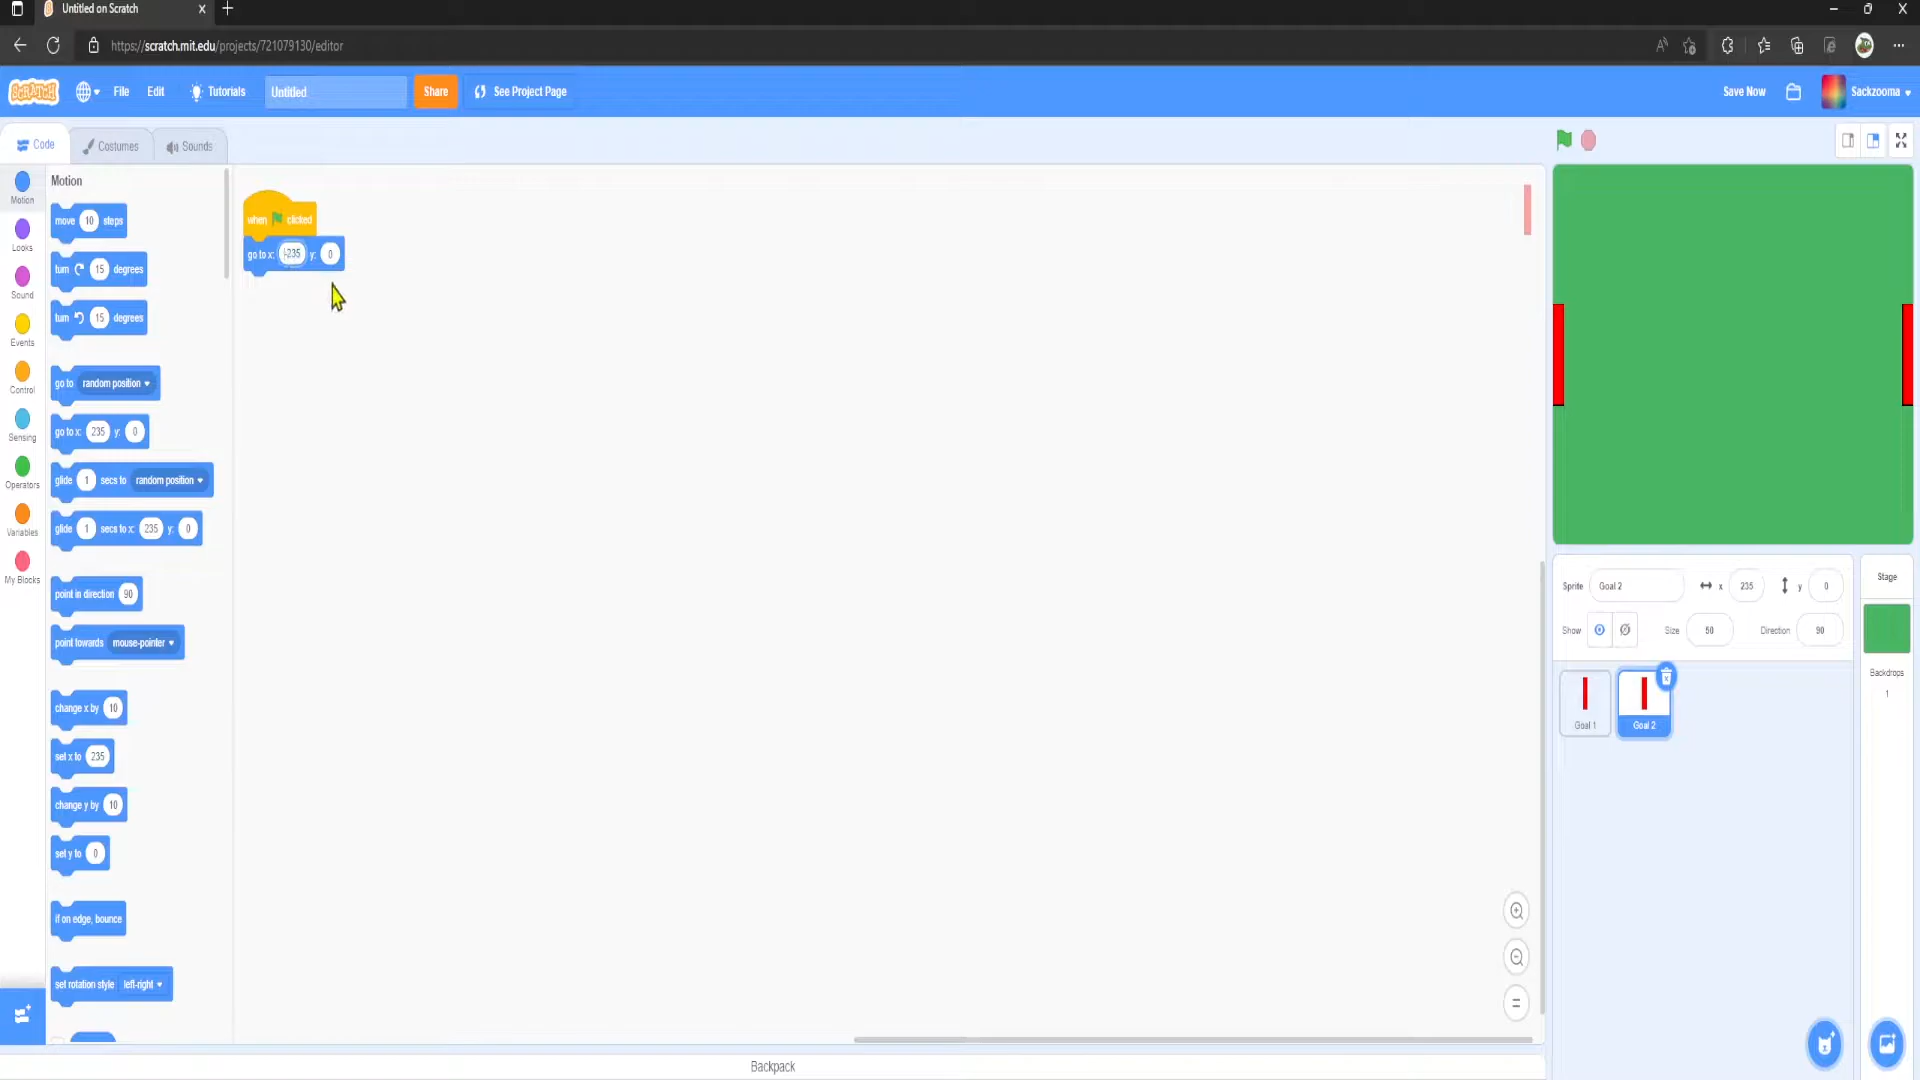 Untitled on Scratch
https://scratch.mit.edu/projects/721079130/editor
SCRATCH
File
Edit
Tutorials
Untitled
Share
See Project Page
Save Now
Sackzooma
Code
Costumes
Sounds
Motion
Looks
Sound
Events
Control
Sensing
Operators
Variables
My Blocks
Motion
move 10 steps
turn 15 degrees
turn 15 degrees
go to random position
go to x: 235 y: 0
glide 1 secs to random position
glide 1 secs to x: 235 y: 0
point in direction 90
point towards mouse-pointer
change x by 10
set x to 235
change y by 10
set y to 0
if on edge, bounce
set rotation style left-right
when clicked
go to x: -235 y: 0
Sprite Goal 2 x 235 y 0
Show Size 50 Direction 90
Goal 1
Goal 2
Stage
Backdrops
1
Backpack